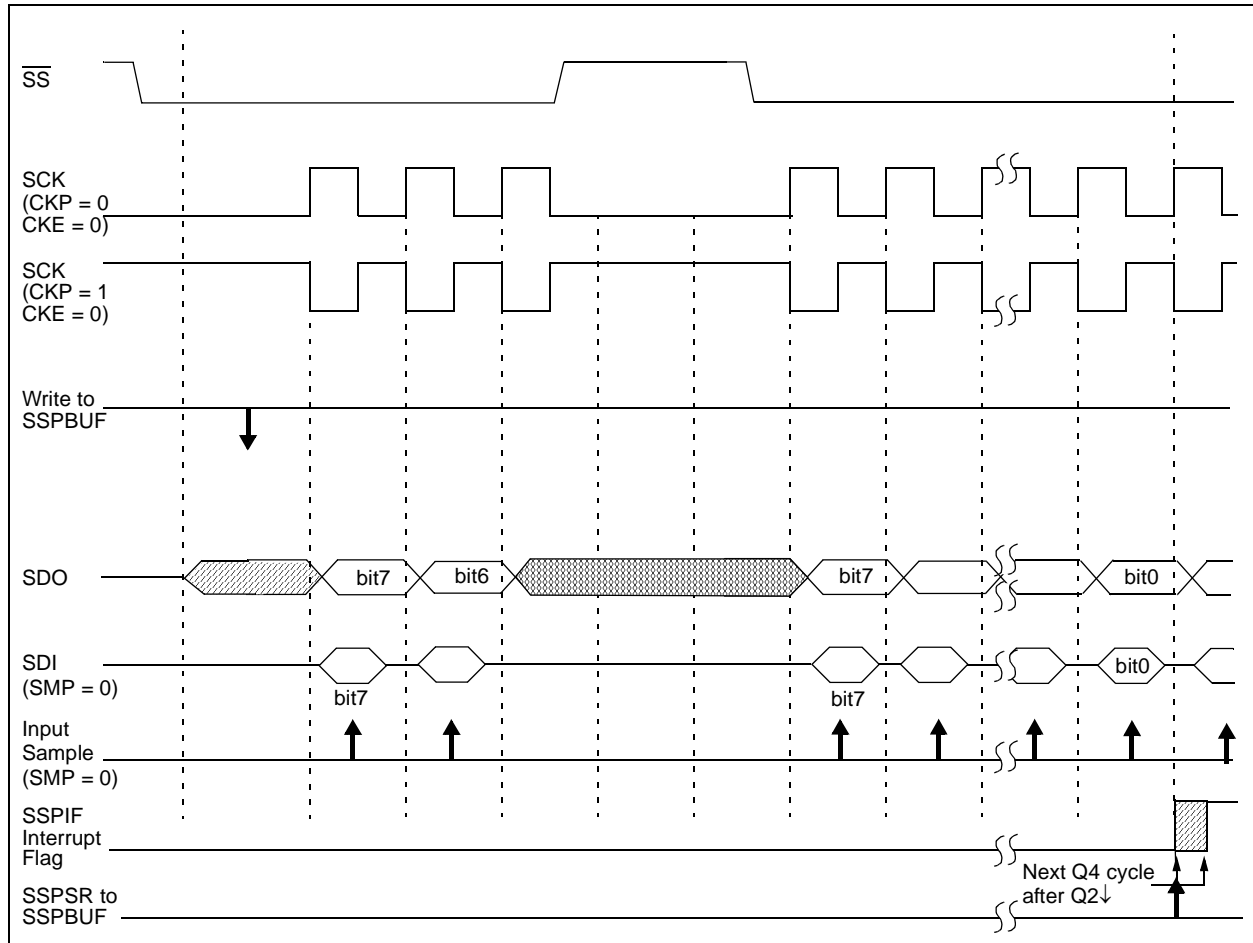 SS
SCK
(CKP = 0
CKE = 0)
SCK
(CKP = 1
CKE = 0)
Write to
SSPBUF
SDO
bit7
bit6
bit7
bit0
SDI
(SMP = 0)
bit7
bit7
bit0
Input
Sample
(SMP = 0)
SSPIF
Interrupt
Flag
Next Q4 cycle
after Q2↓
SSPSR to
SSPBUF